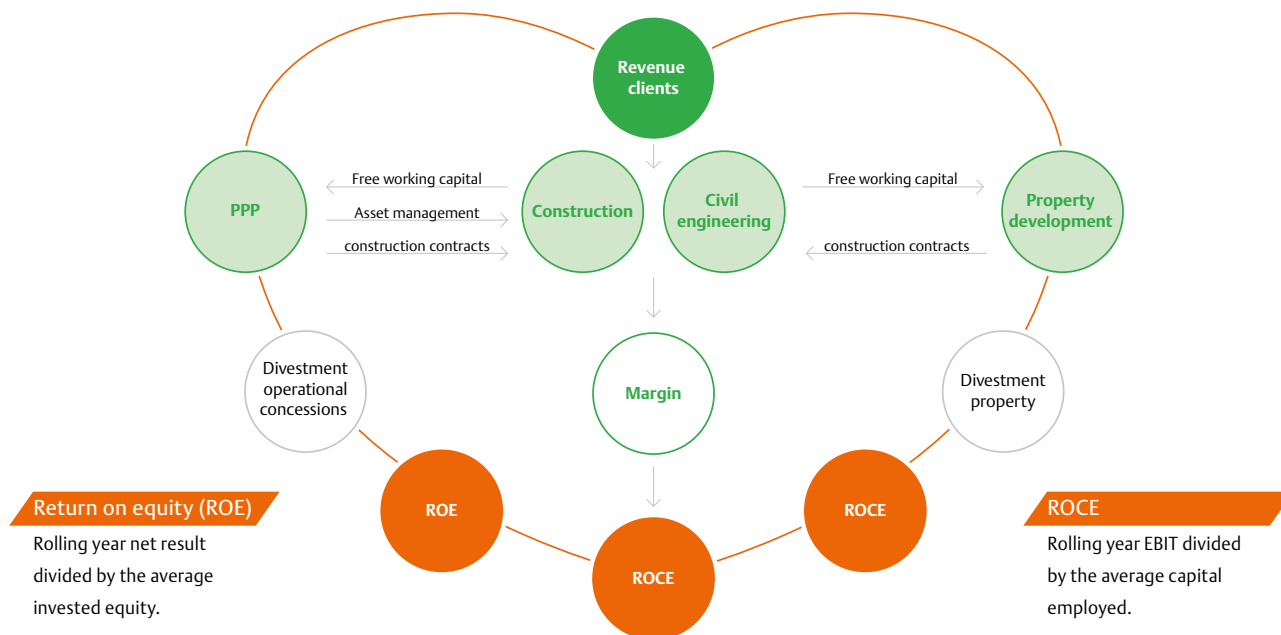 Revenue
clients
Free working capital
Free working capital
PPP
Asset management
Construction
Civil
engineering
Property
development
construction contracts
construction contracts
Divestment
operational
concessions
Margin
Divestment
property
Return on equity (ROE)
Rolling year net result
divided by the average
invested equity.
ROE
ROCE
ROCE
ROCE
Rolling year EBIT divided
by the average capital
employed.